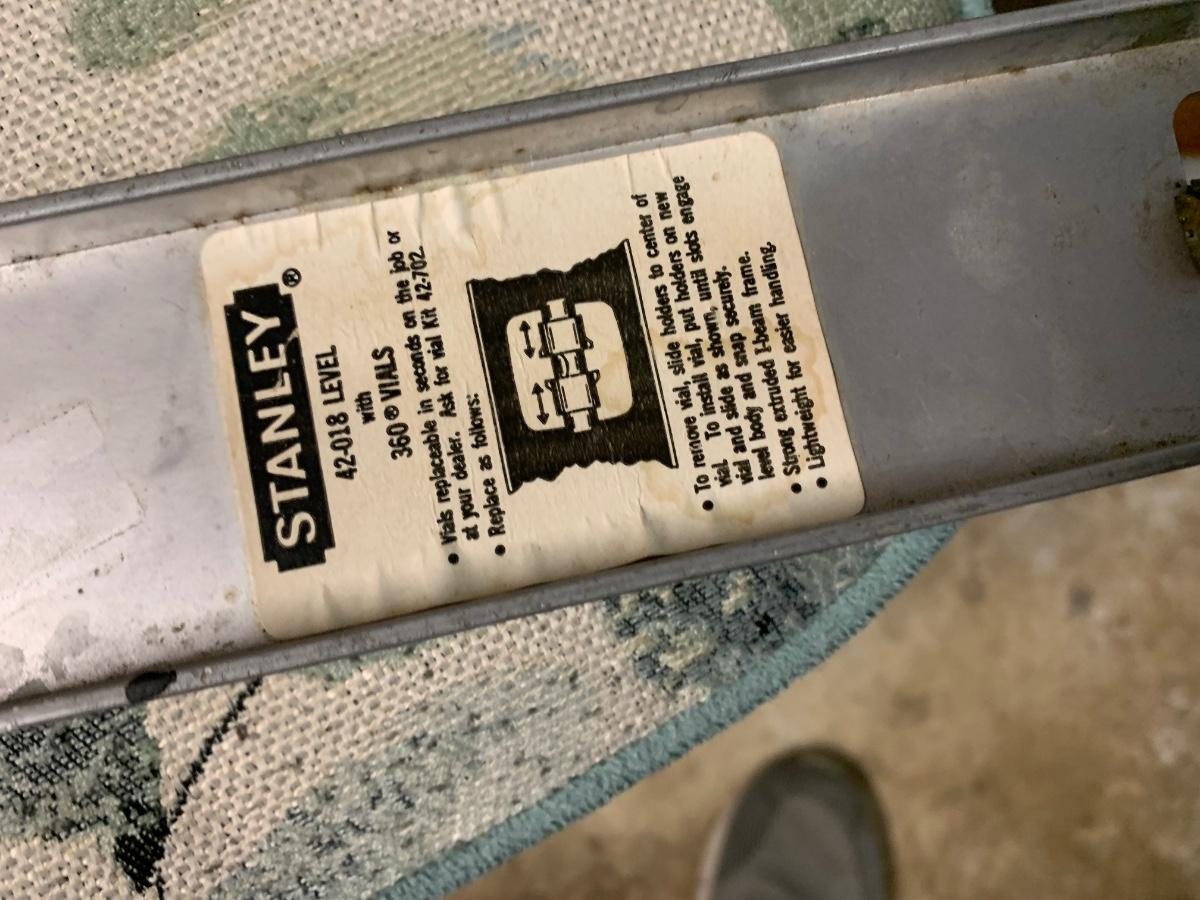 STANLEY®
42-018 LEVEL
with
360® VIALS
• Vials replaceable in seconds on the job or
at your dealer. Ask for vial Kit 42-702.
• Replace as follows:
• To remove vial, slide holders to center of
vial. To install vial, put holders on new
vial and slide as shown, until slots engage
level body and snap securely.
• Strong extruded I-beam frame.
• Lightweight for easier handling.